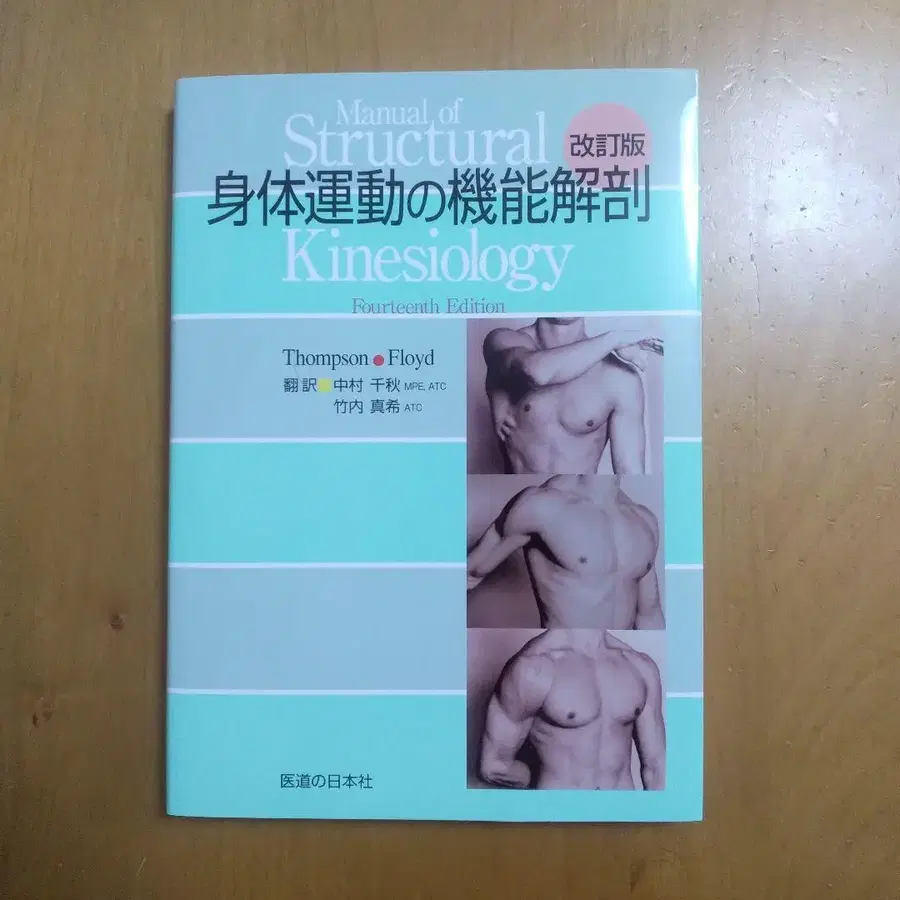 Manual of
Structural
改訂版
身体運動の機能解剖
Kinesiology
Fourteenth Edition
Thompson●Floyd
翻訳●中村 千秋 MPE, ATC
竹内 真希 ATC
医道の日本社